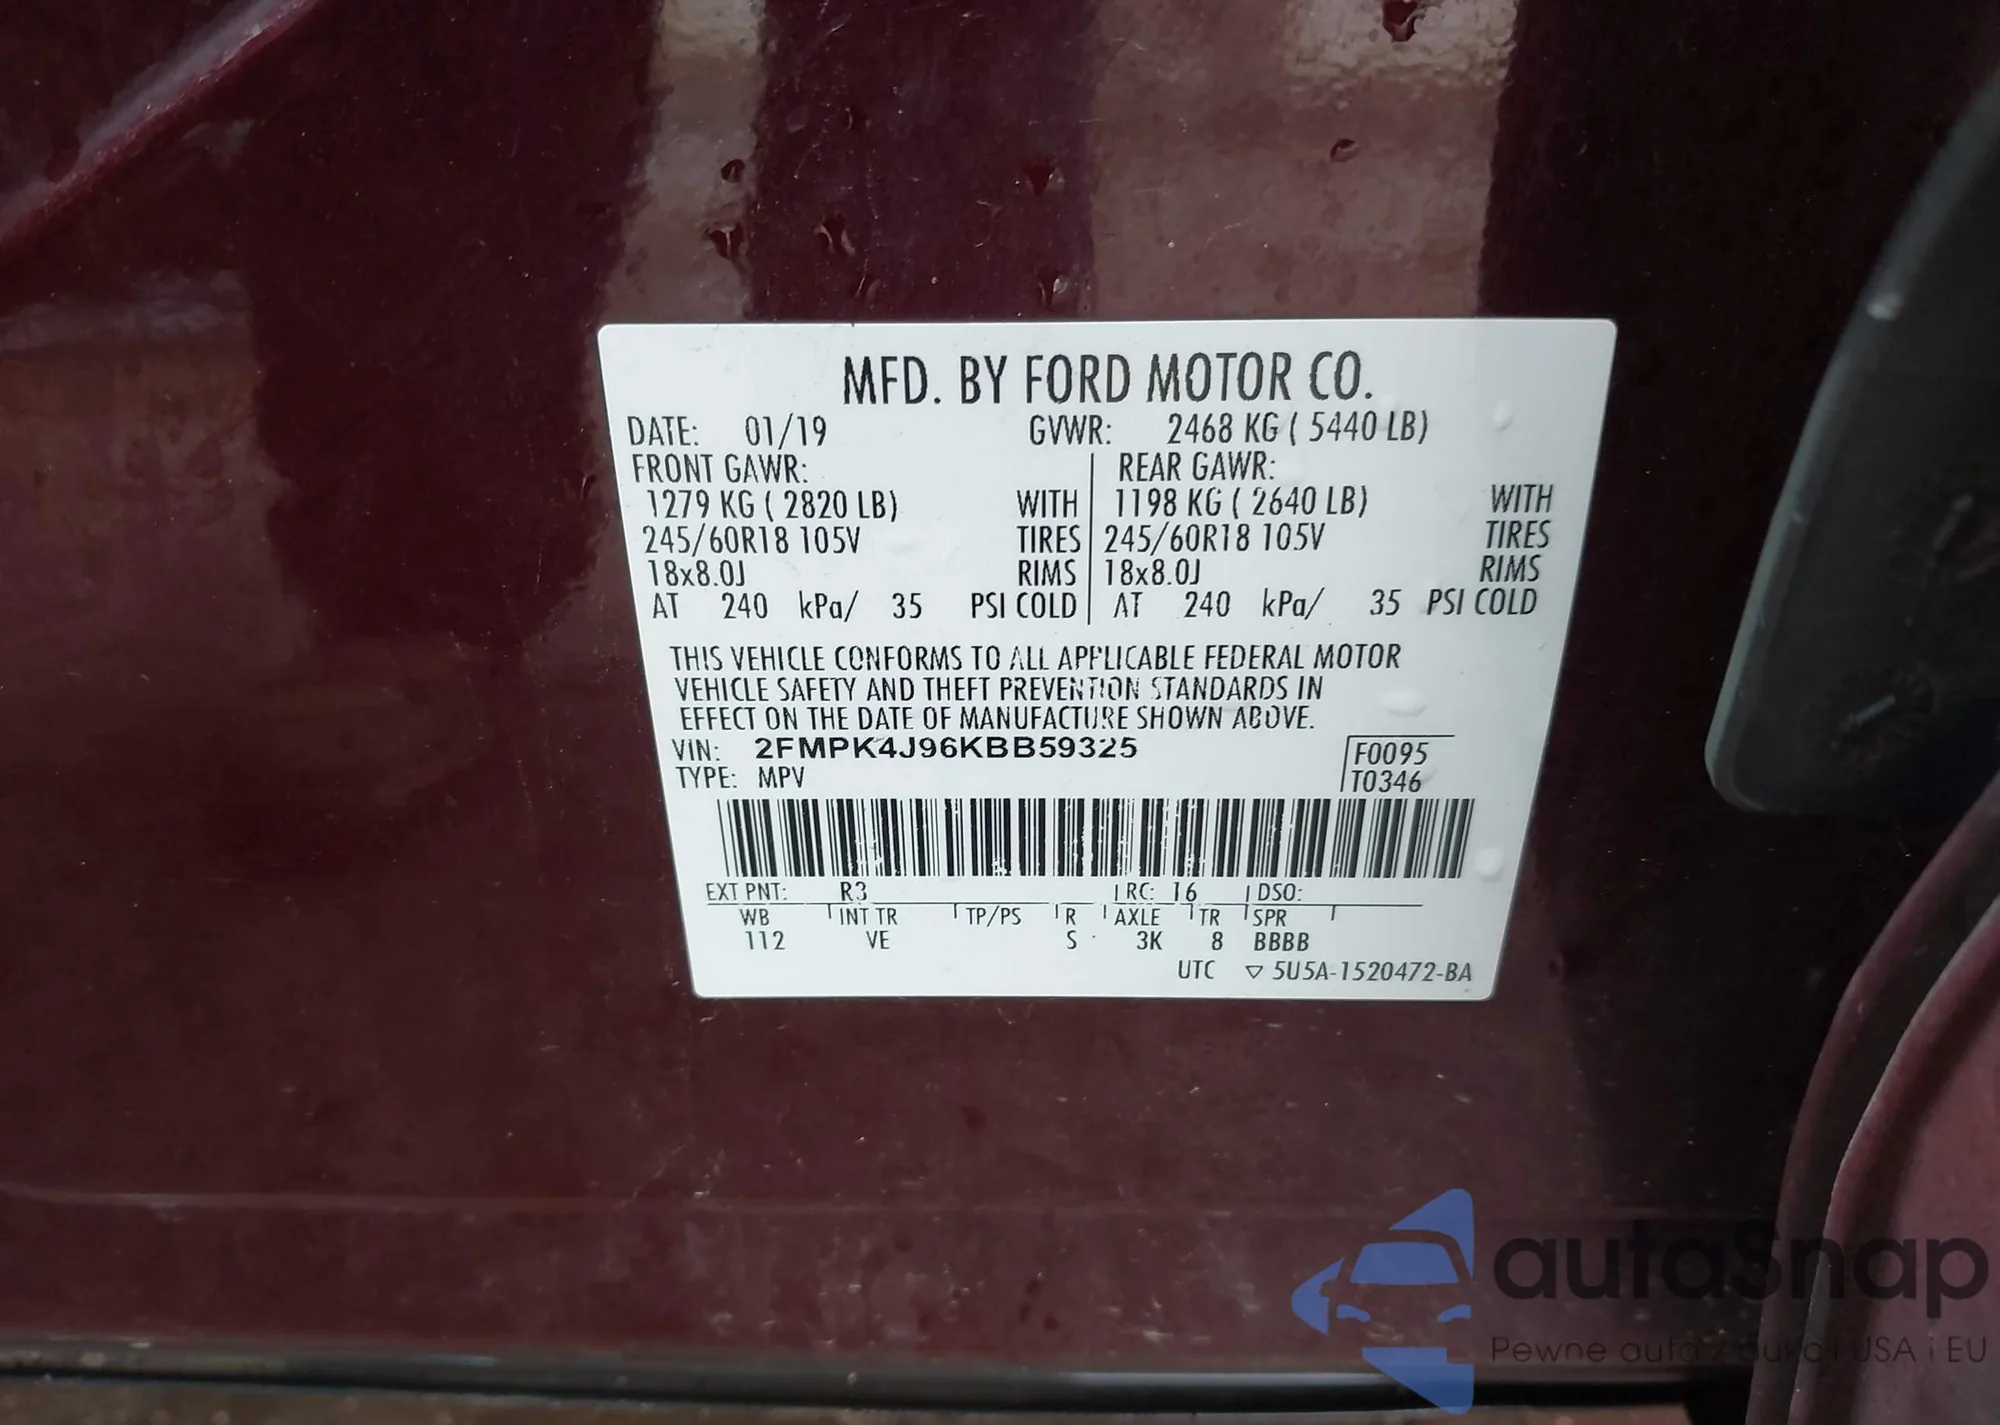 MFD. BY FORD MOTOR CO.
DATE: 01/19 GVWR: 2468 KG ( 5440 LB)
FRONT GAWR: REAR GAWR:
1279 KG ( 2820 LB) WITH 1198 KG ( 2640 LB) WITH
245/60R18 105V TIRES 245/60R18 105V TIRES
18x8.0J RIMS 18x8.0J RIMS
AT 240 kPa/ 35 PSI COLD AT 240 kPa/ 35 PSI COLD
THIS VEHICLE CONFORMS TO ALL APPLICABLE FEDERAL MOTOR
VEHICLE SAFETY AND THEFT PREVENTION STANDARDS IN
EFFECT ON THE DATE OF MANUFACTURE SHOWN ABOVE.
VIN: 2FMPK4J96KBB59325 F0095
TYPE: MPV T0346
EXT PNT: R3 RC: 16 DSO:
WB INT TR TP/PS R AXLE TR SPR
112 VE S 3K 8 BBBB
UTC ▽ 5U5A-1520472-BA
autaSnap
Pewne auta z aukcji USA i EU